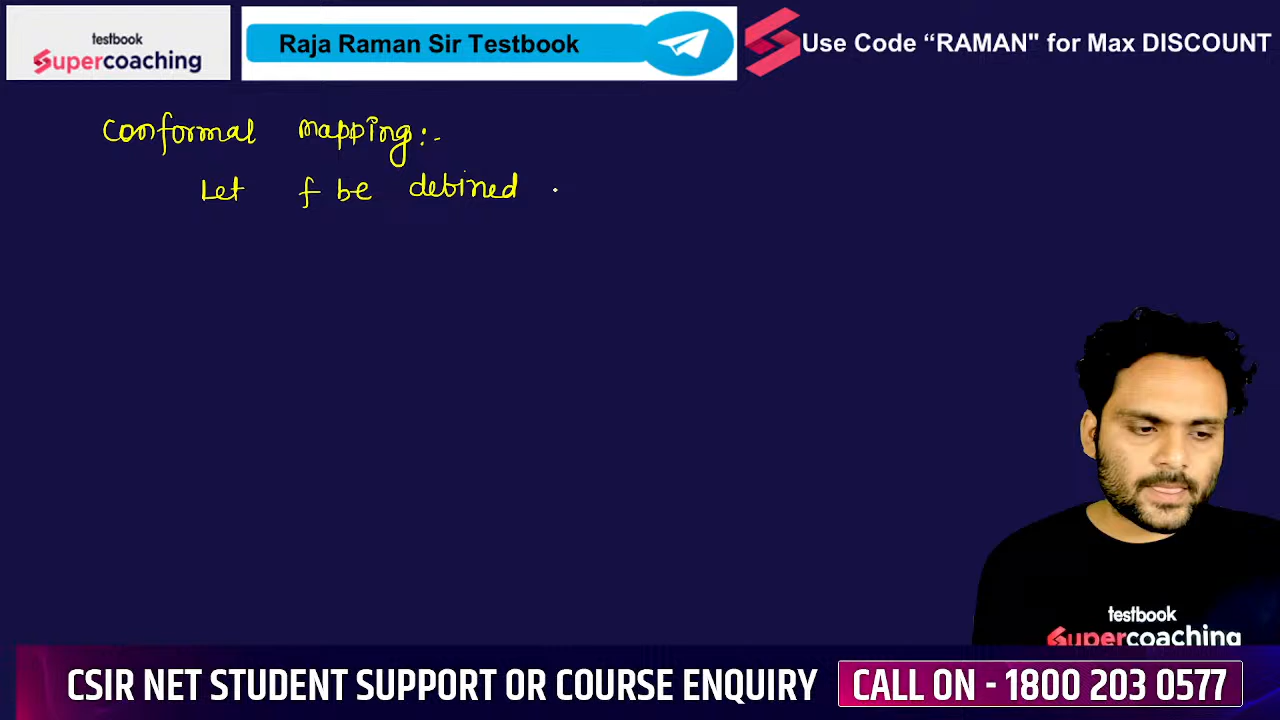 testbook
Supercoaching
Raja Raman Sir Testbook
Use Code “RAMAN" for Max DISCOUNT
Conformal mapping:-
Let f be defined
testbook
Supercoaching
CSIR NET STUDENT SUPPORT OR COURSE ENQUIRY
CALL ON - 1800 203 0577